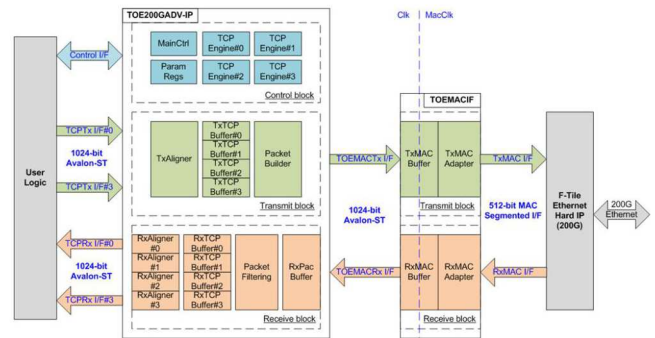 TOE200GADV-IP
Clk
MacClk
MainCtrl
TCP
Engine#0
TCP
Engine#1
Param
Regs
TCP
Engine#2
TCP
Engine#3
Control block
Control I/F
TOEMACIF
TCPTx I/F#0
1024-bit
Avalon-ST
TCPTx I/F#3
User
Logic
TxAligner
TxTCP
Buffer#0
TxTCP
Buffer#1
TxTCP
Buffer#2
TxTCP
Buffer#3
Packet
Builder
Transmit block
TOEMACTx I/F
TxMAC
Buffer
TxMAC
Adapter
Transmit block
TxMAC I/F
1024-bit
Avalon-ST
512-bit MAC
Segmented I/F
F-Tile
Ethernet
Hard IP
(200G)
200G
Ethernet
TCPRx I/F#0
1024-bit
Avalon-ST
TCPRx I/F#3
RxAligner
#0
RxAligner
#1
RxAligner
#2
RxAligner
#3
RxTCP
Buffer#0
RxTCP
Buffer#1
RxTCP
Buffer#2
RxTCP
Buffer#3
Packet
Filtering
RxPac
Buffer
Receive block
TOEMACRx I/F
RxMAC
Buffer
RxMAC
Adapter
Receive block
RxMAC I/F